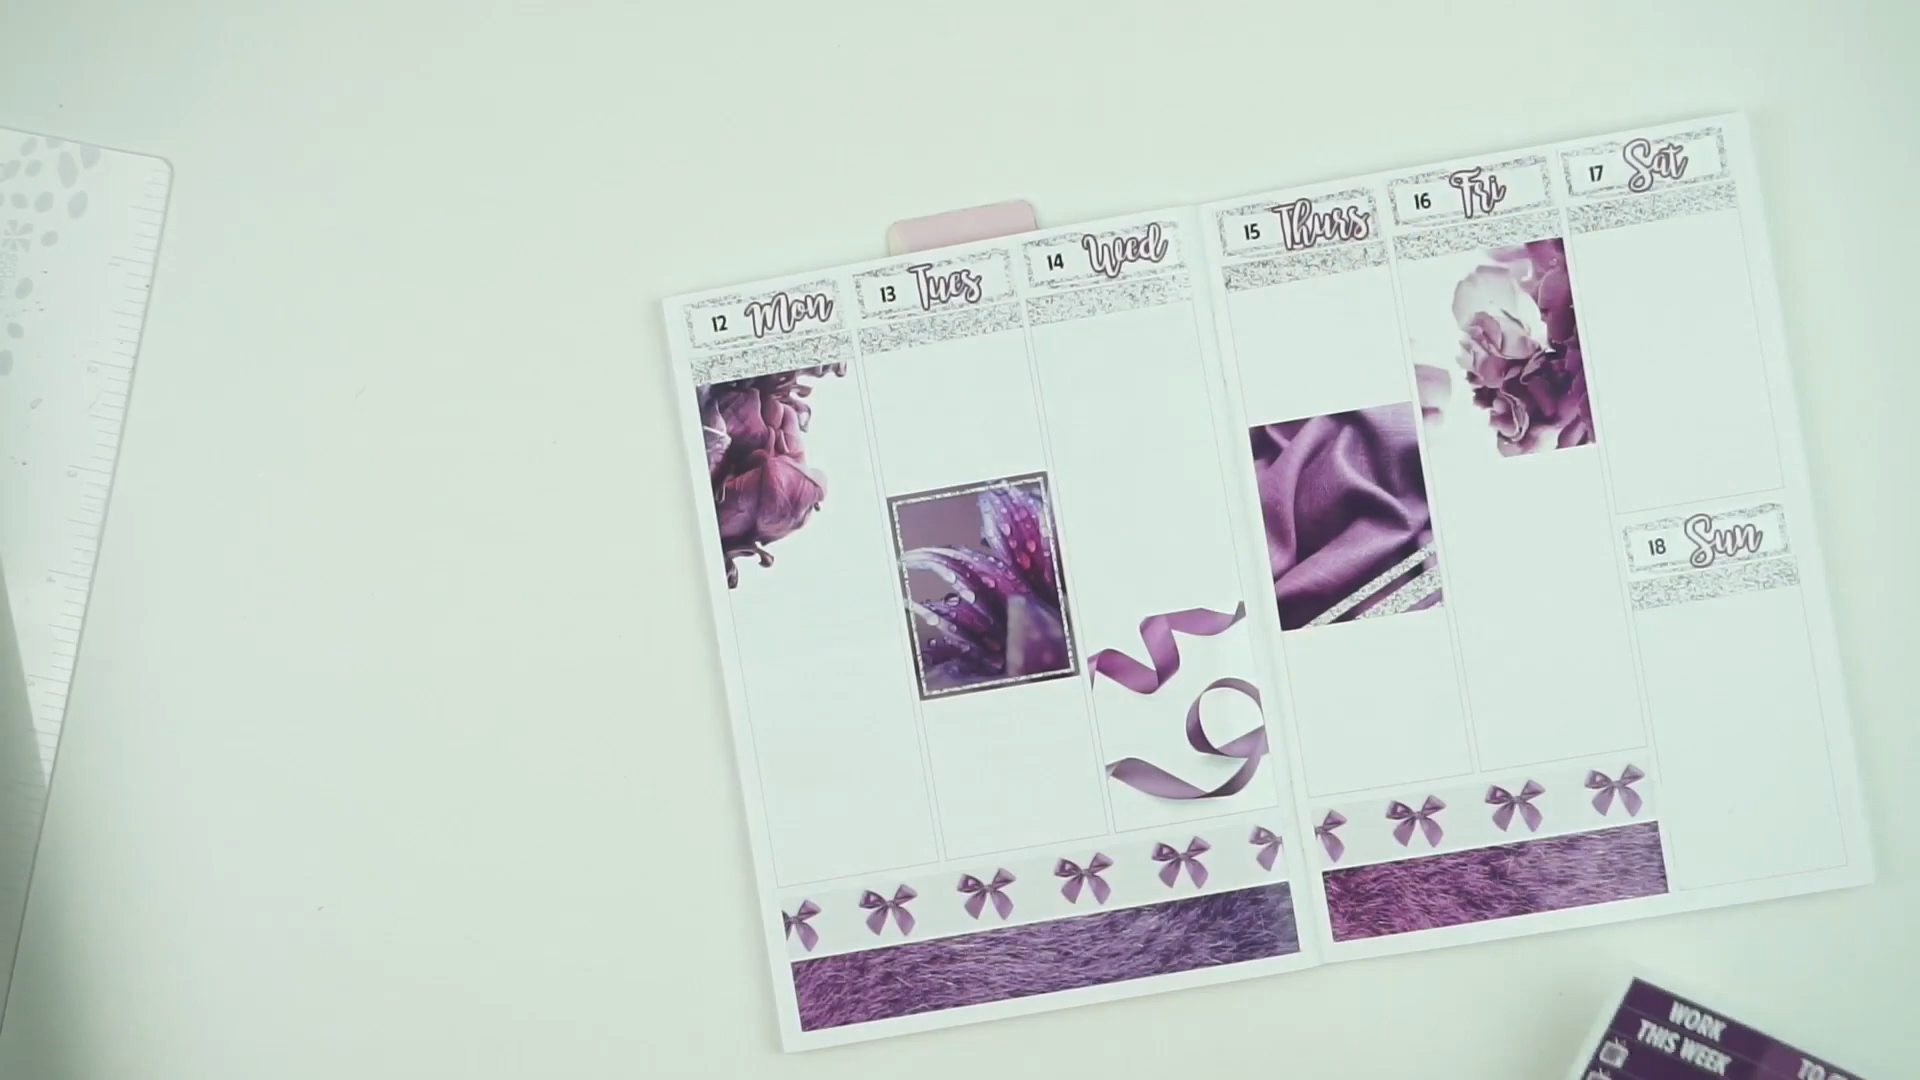 12 Mon
13 Tues
14 Wed
15 Thurs
16 Fri
17 Sat
18 Sun
WORK
THIS WEEK